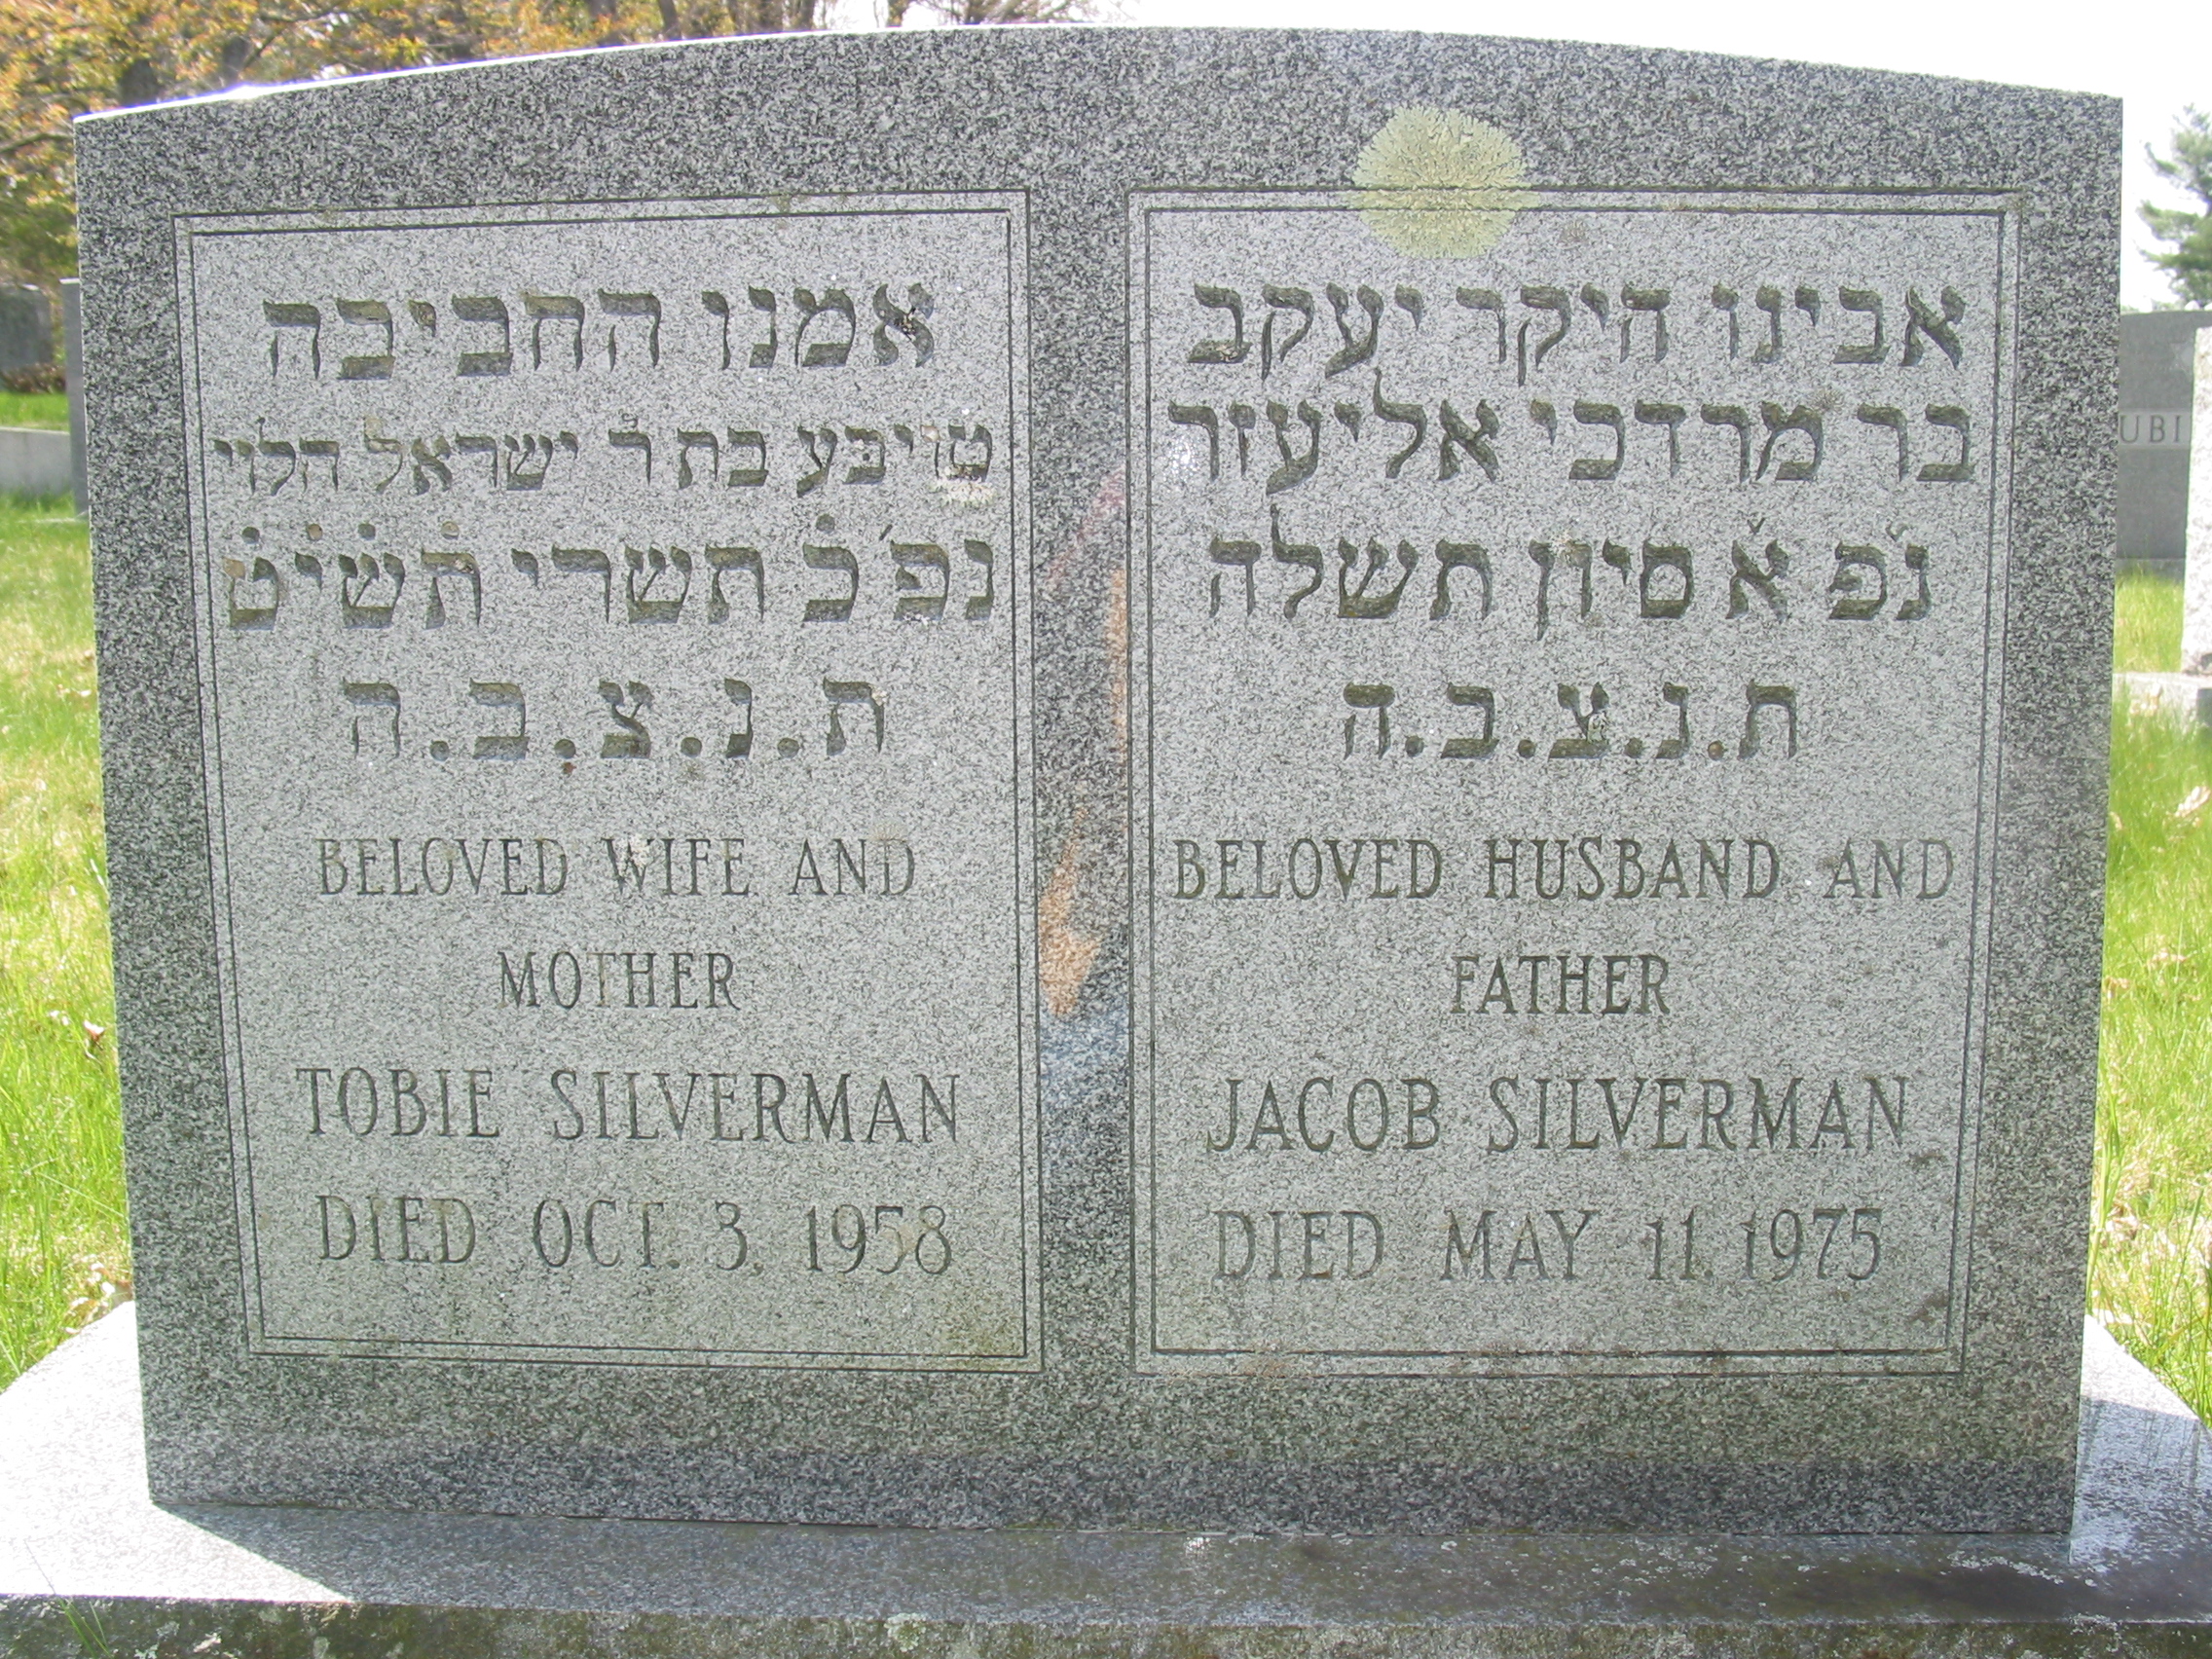 אמנו החביבה
טויבע בת ר' ישראל הלוי
נפ' כ' תשרי תשי"ט
ת.נ.צ.ב.ה
BELOVED WIFE AND
MOTHER
TOBIE SILVERMAN
DIED OCT. 3, 1958
אבינו היקר יעקב
בר מרדכי אליעזר
נפ' א' סיון תשלה
ת.נ.צ.ב.ה
BELOVED HUSBAND AND
FATHER
JACOB SILVERMAN
DIED MAY 11, 1975
UBI